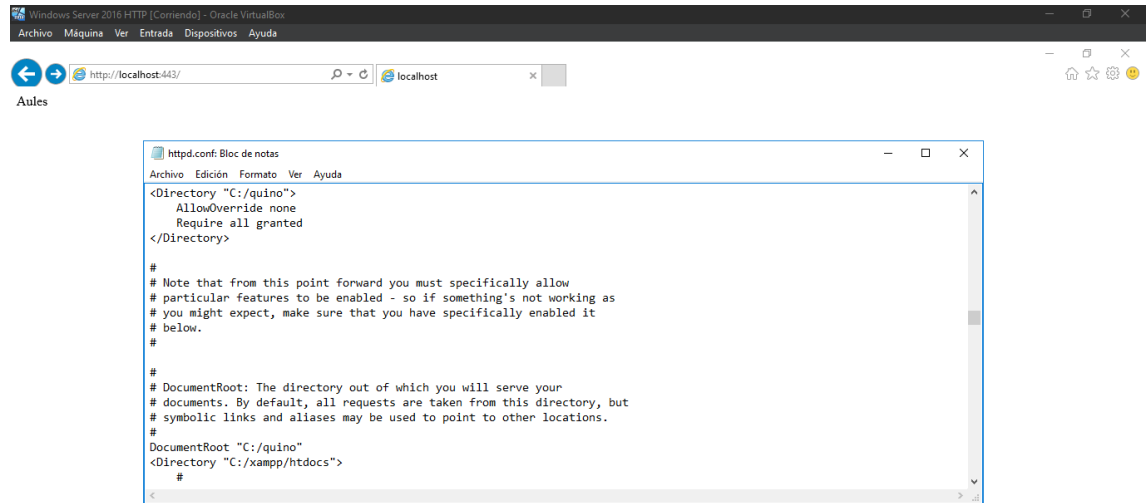 Windows Server 2016 HTTP [Corriendo] - Oracle VirtualBox
Archivo Máquina Ver Entrada Dispositivos Ayuda
http://localhost:443/
localhost
Aules
httpd.conf: Bloc de notas
Archivo Edición Formato Ver Ayuda
<Directory "C:/quino">
    AllowOverride none
    Require all granted
</Directory>
#
# Note that from this point forward you must specifically allow
# particular features to be enabled - so if something's not working as
# you might expect, make sure that you have specifically enabled it
# below.
#
#
# DocumentRoot: The directory out of which you will serve your
# documents. By default, all requests are taken from this directory, but
# symbolic links and aliases may be used to point to other locations.
#
DocumentRoot "C:/quino"
<Directory "C:/xampp/htdocs">
    #